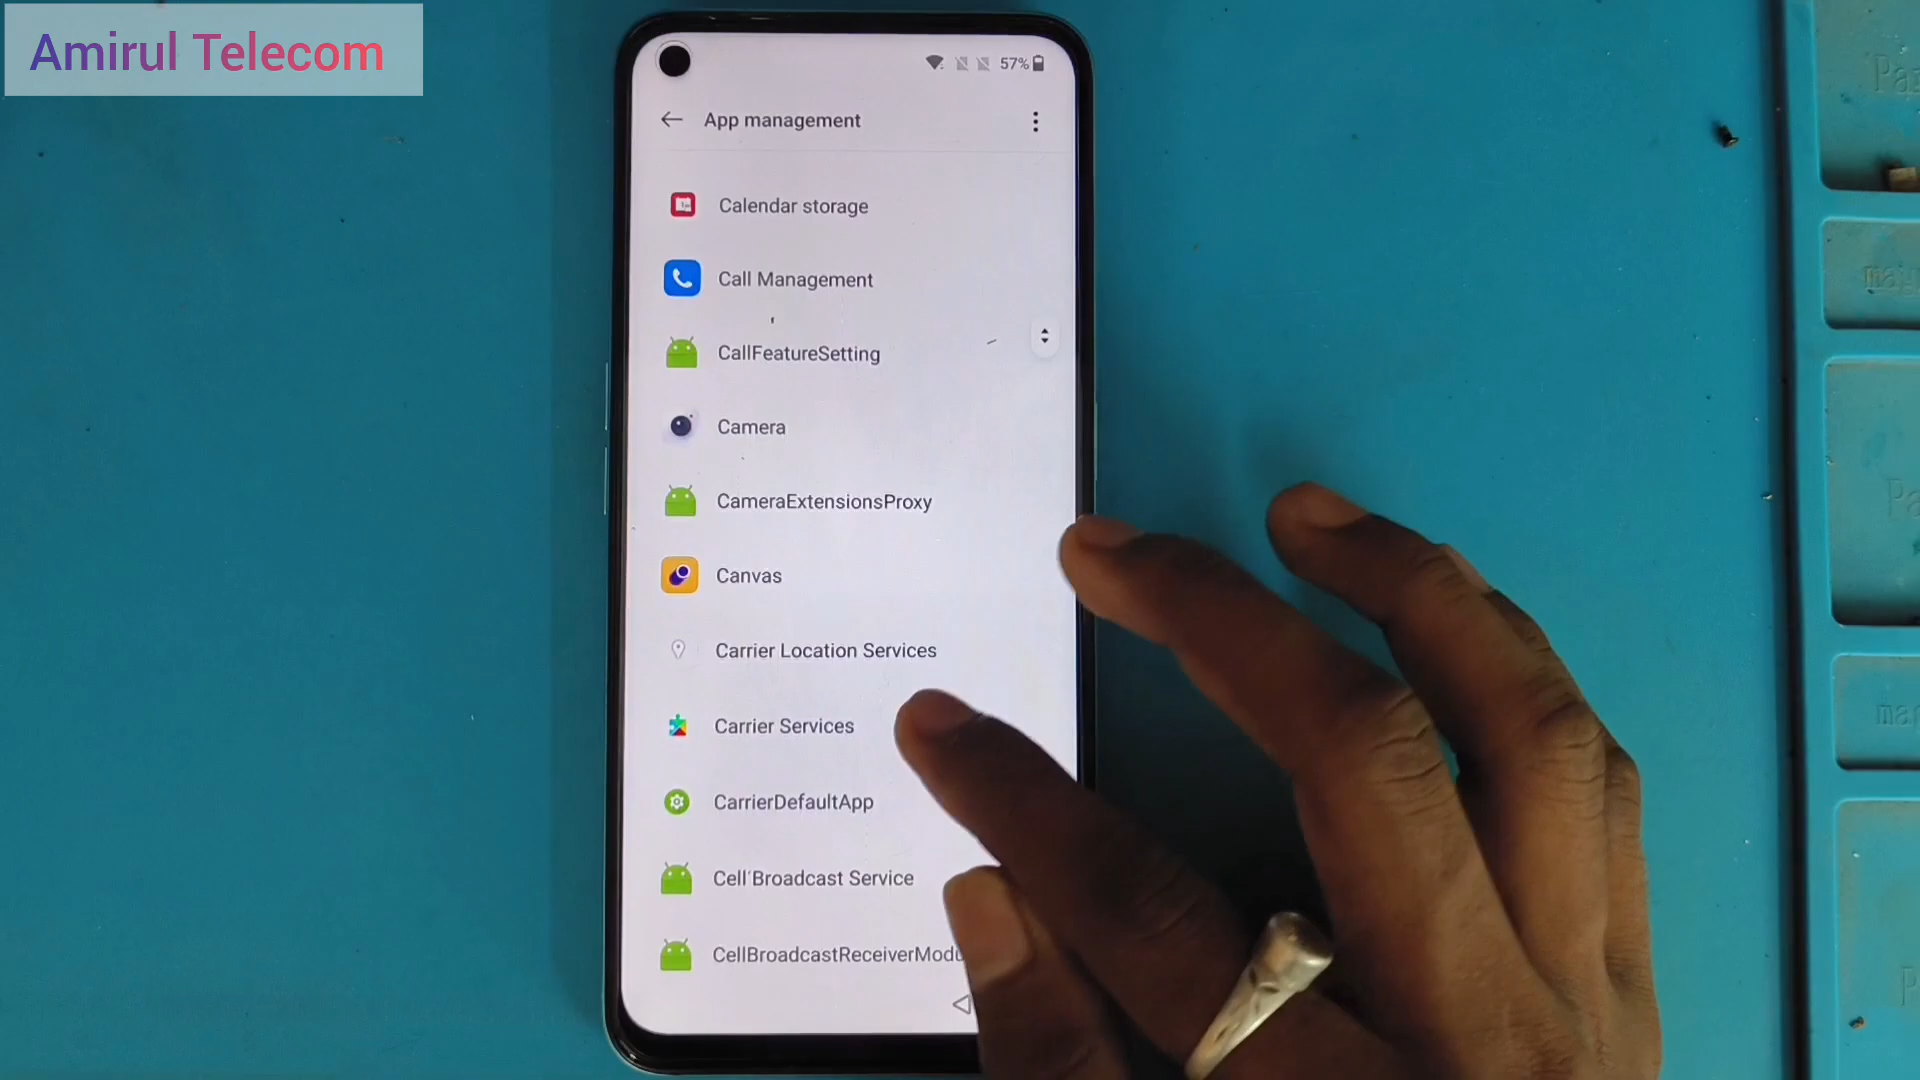 Amirul Telecom
57%
App management
Calendar storage
Call Management
CallFeatureSetting
Camera
CameraExtensionsProxy
Canvas
Carrier Location Services
Carrier Services
CarrierDefaultApp
Cell Broadcast Service
CellBroadcastReceiverModu